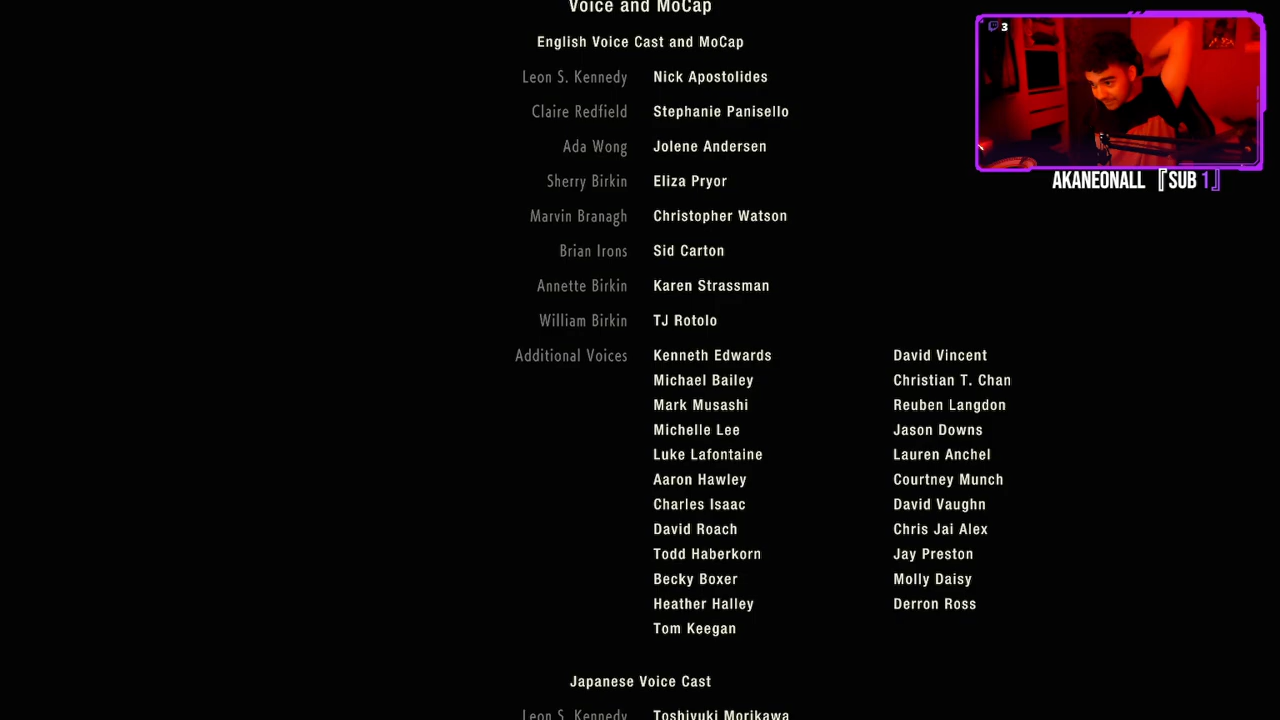 Voice and MoCap
English Voice Cast and MoCap
Leon S. Kennedy Nick Apostolides
Claire Redfield Stephanie Panisello
Ada Wong Jolene Andersen
Sherry Birkin Eliza Pryor
Marvin Branagh Christopher Watson
Brian Irons Sid Carton
Annette Birkin Karen Strassman
William Birkin TJ Rotolo
Additional Voices Kenneth Edwards David Vincent
Michael Bailey Christian T. Chan
Mark Musashi Reuben Langdon
Michelle Lee Jason Downs
Luke Lafontaine Lauren Anchel
Aaron Hawley Courtney Munch
Charles Isaac David Vaughn
David Roach Chris Jai Alex
Todd Haberkorn Jay Preston
Becky Boxer Molly Daisy
Heather Halley Derron Ross
Tom Keegan
Japanese Voice Cast
Leon S. Kennedy Toshiyuki Morikawa
3
AKANEONALL 『SUB 1』